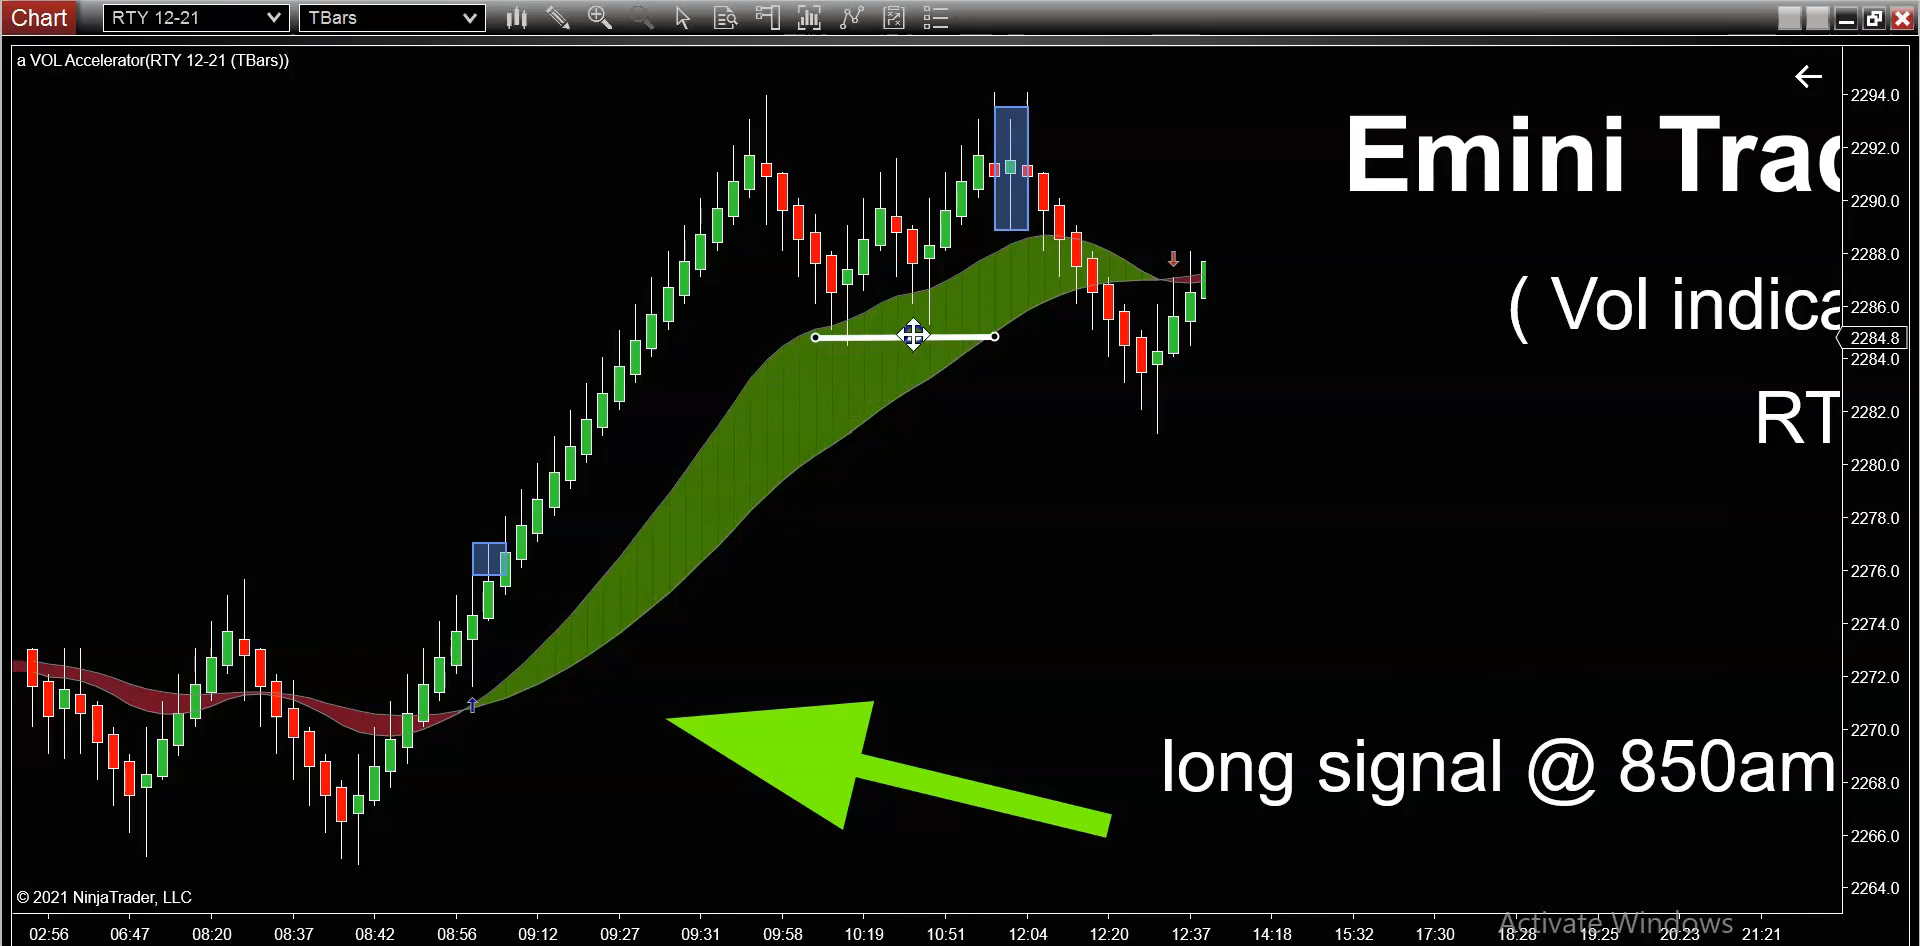 Chart RTY 12-21 TBars
a VOL Accelerator(RTY 12-21 (TBars))
2294.0
Emini Trad
2292.0
2290.0
2288.0
( Vol indica
2286.0
2284.8
2284.0
RT
2282.0
2280.0
2278.0
2276.0
2274.0
2272.0
2270.0
long signal @ 850am
2268.0
2266.0
© 2021 NinjaTrader, LLC
2264.0
Activate Windows
02:56 06:47 08:20 08:37 08:42 08:56 09:12 09:27 09:31 09:58 10:19 10:51 12:04 12:20 12:37 14:18 15:32 17:30 18:28 19:25 20:23 21:21